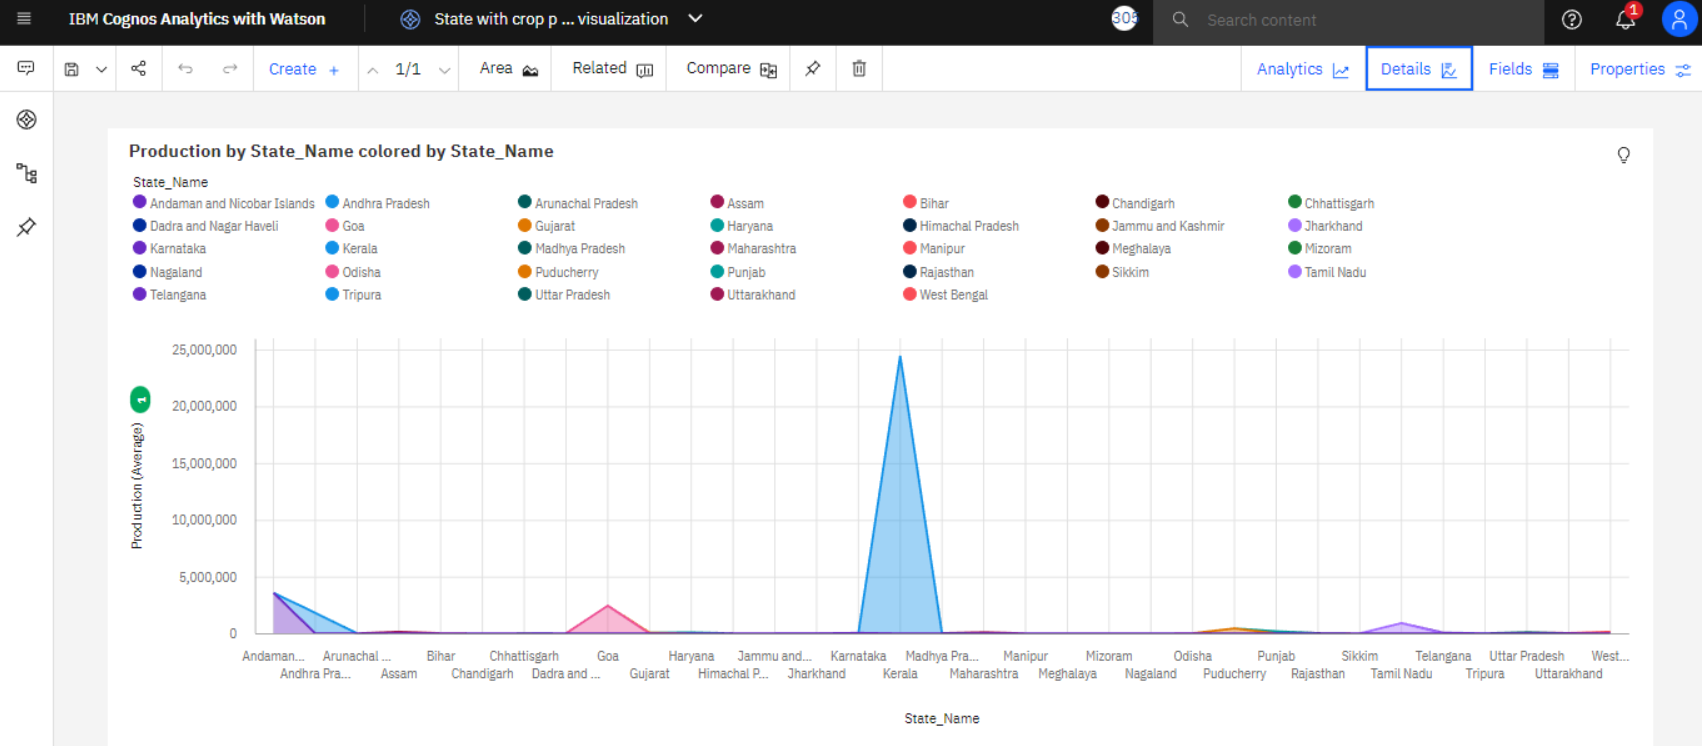 IBM Cognos Analytics with Watson State with crop p ... visualization 305 Search content 1
Create + 1/1 Area Related Compare Analytics Details Fields Properties
Production by State_Name colored by State_Name
State_Name
Andaman and Nicobar Islands Andhra Pradesh Arunachal Pradesh Assam Bihar Chandigarh Chhattisgarh
Dadra and Nagar Haveli Goa Gujarat Haryana Himachal Pradesh Jammu and Kashmir Jharkhand
Karnataka Kerala Madhya Pradesh Maharashtra Manipur Meghalaya Mizoram
Nagaland Odisha Puducherry Punjab Rajasthan Sikkim Tamil Nadu
Telangana Tripura Uttar Pradesh Uttarakhand West Bengal
25,000,000
20,000,000
15,000,000
10,000,000
5,000,000
0
1
Production (Average)
Andaman... Arunachal ... Bihar Chhattisgarh Goa Haryana Jammu and... Karnataka Madhya Pra... Manipur Mizoram Odisha Punjab Sikkim Telangana Uttar Pradesh West...
Andhra Pra... Assam Chandigarh Dadra and ... Gujarat Himachal P... Jharkhand Kerala Maharashtra Meghalaya Nagaland Puducherry Rajasthan Tamil Nadu Tripura Uttarakhand
State_Name